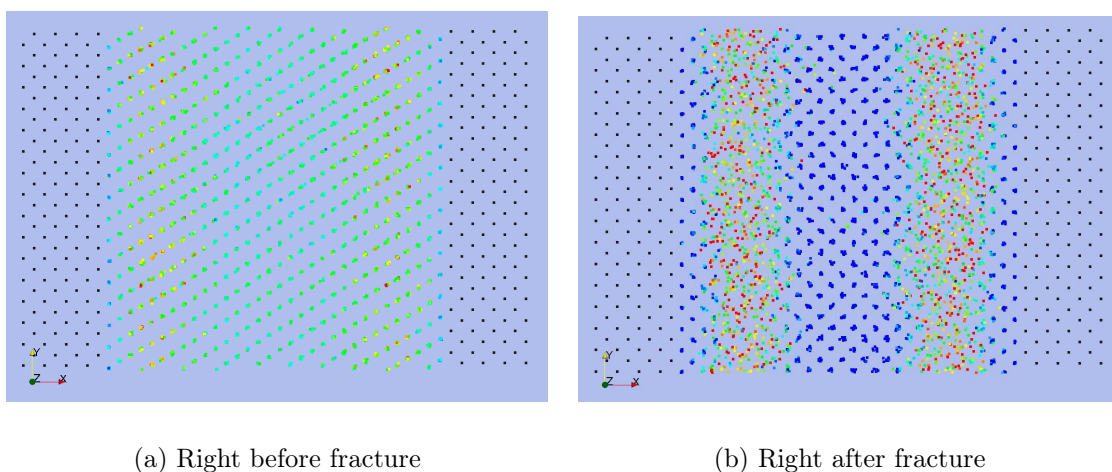 Y
Z X
Y
Z X
(a) Right before fracture
(b) Right after fracture